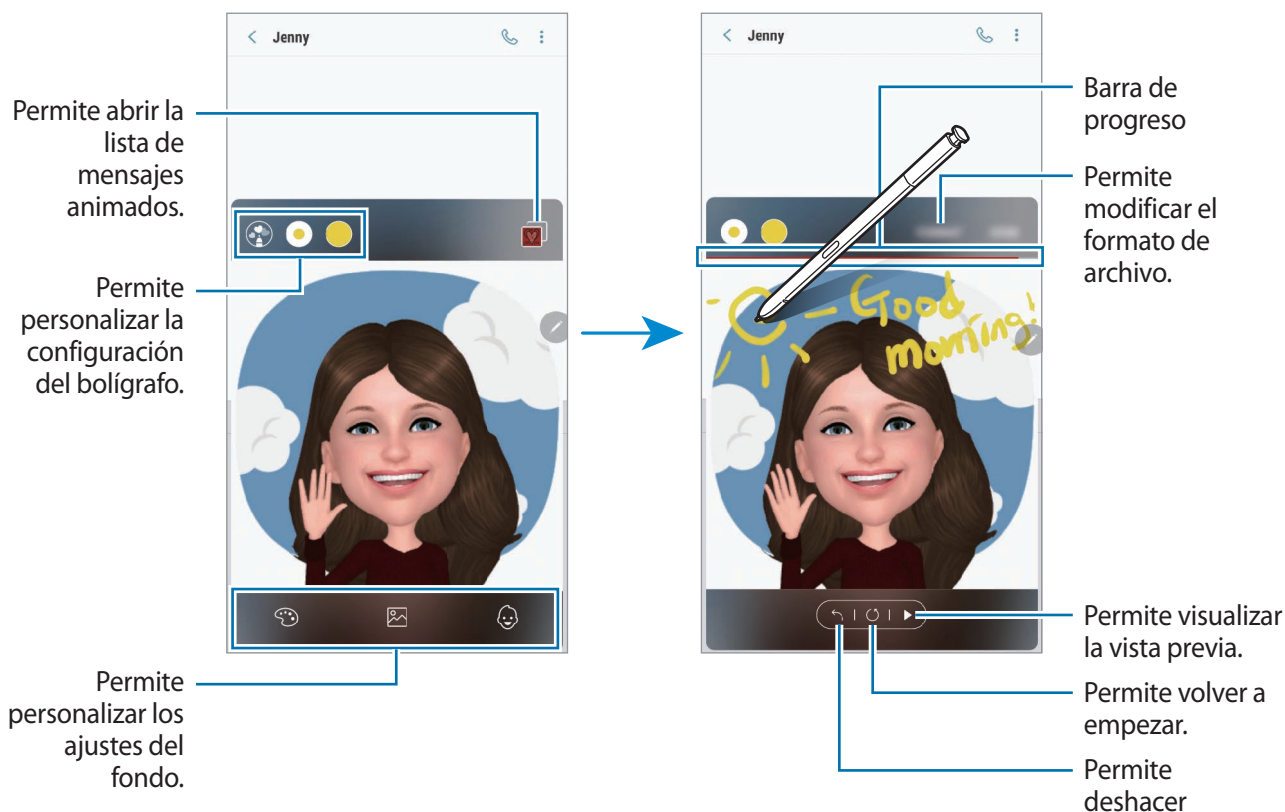 Jenny
Permite abrir la
lista de
mensajes
animados.
Permite
personalizar la
configuración
del bolígrafo.
Permite
personalizar los
ajustes del
fondo.
Jenny
Barra de
progreso
Permite
modificar el
formato de
archivo.
Good
morning!
Permite visualizar
la vista previa.
Permite volver a
empezar.
Permite
deshacer